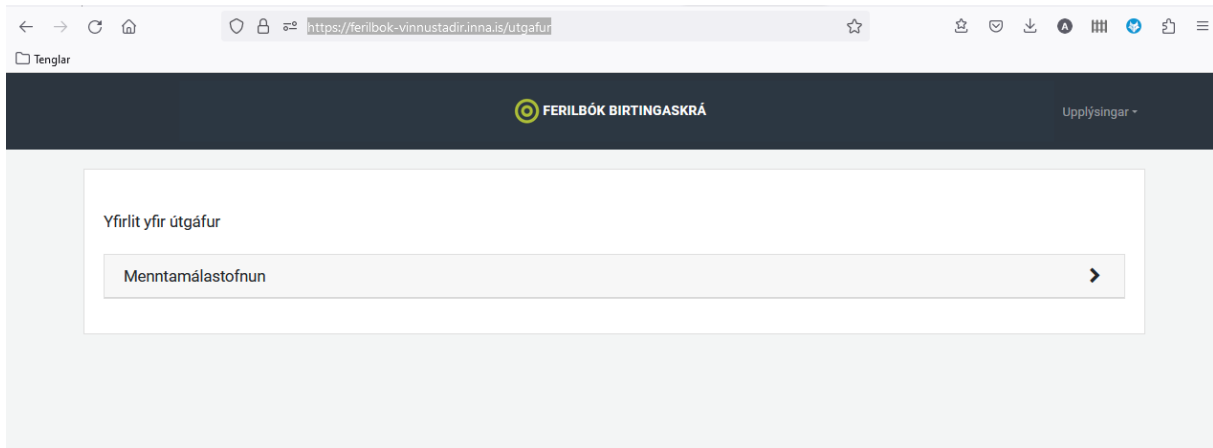 https://ferilbok-vinnustadir.inna.is/utgafur
Tenglar
FERILBÓK BIRTINGASKRÁ
Upplýsingar
Yfirlit yfir útgáfur
Menntamálastofnun